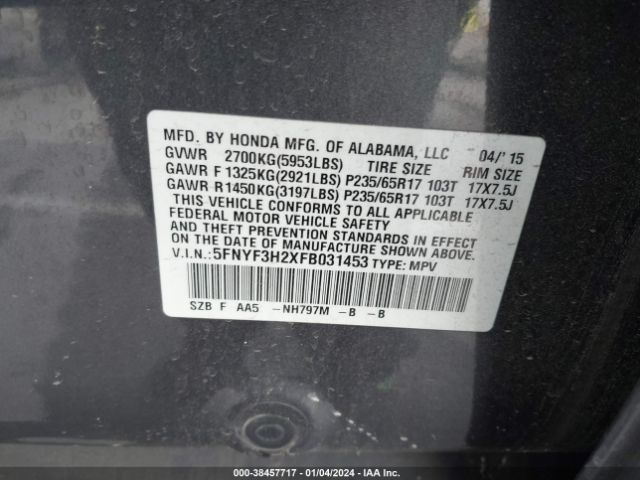 MFD. BY HONDA MFG. OF ALABAMA, LLC 04/'15
GVWR 2700KG(5953LBS) TIRE SIZE RIM SIZE
GAWR F 1325KG(2921LBS) P235/65R17 103T 17X7.5J
GAWR R1450KG(3197LBS) P235/65R17 103T 17X7.5J
THIS VEHICLE CONFORMS TO ALL APPLICABLE
FEDERAL MOTOR VEHICLE SAFETY
AND THEFT PREVENTION STANDARDS IN EFFECT
ON THE DATE OF MANUFACTURE SHOWN ABOVE.
V.I.N.: 5FNYF3H2XFB031453 TYPE: MPV
SZB F AA5 -NH797M -B -B
000-38457717 - 01/04/2024 - IAA Inc.